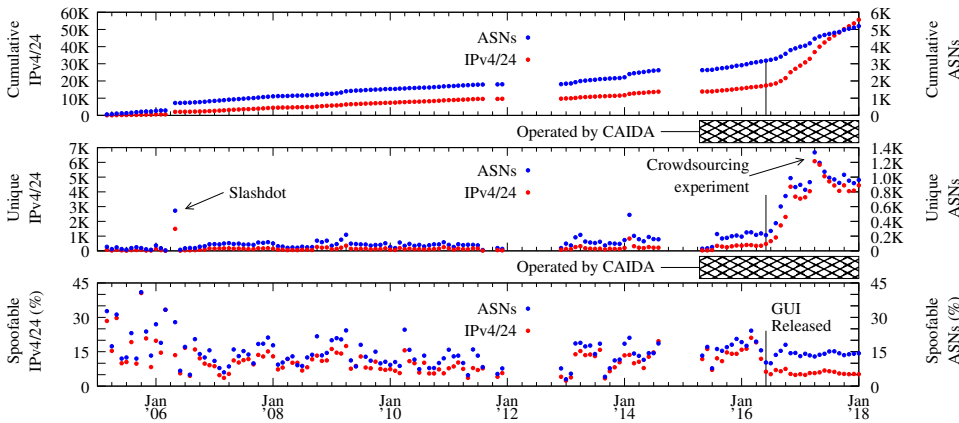 Cumulative
IPv4/24
60K
50K
40K
30K
20K
10K
0
ASNs
IPv4/24
6K
5K
4K
3K
2K
1K
0
Cumulative
ASNs
Operated by CAIDA
Unique
IPv4/24
7K
6K
5K
4K
3K
2K
1K
0
Slashdot
ASNs
IPv4/24
Crowdsourcing
experiment
1.4K
1.2K
1.0K
0.8K
0.6K
0.4K
0.2K
0
Unique
ASNs
Operated by CAIDA
Spoofable
IPv4/24 (%)
45
30
15
0
ASNs
IPv4/24
GUI
Released
45
30
15
0
Spoofable
ASNs (%)
Jan
'06
Jan
'08
Jan
'10
Jan
'12
Jan
'14
Jan
'16
Jan
'18